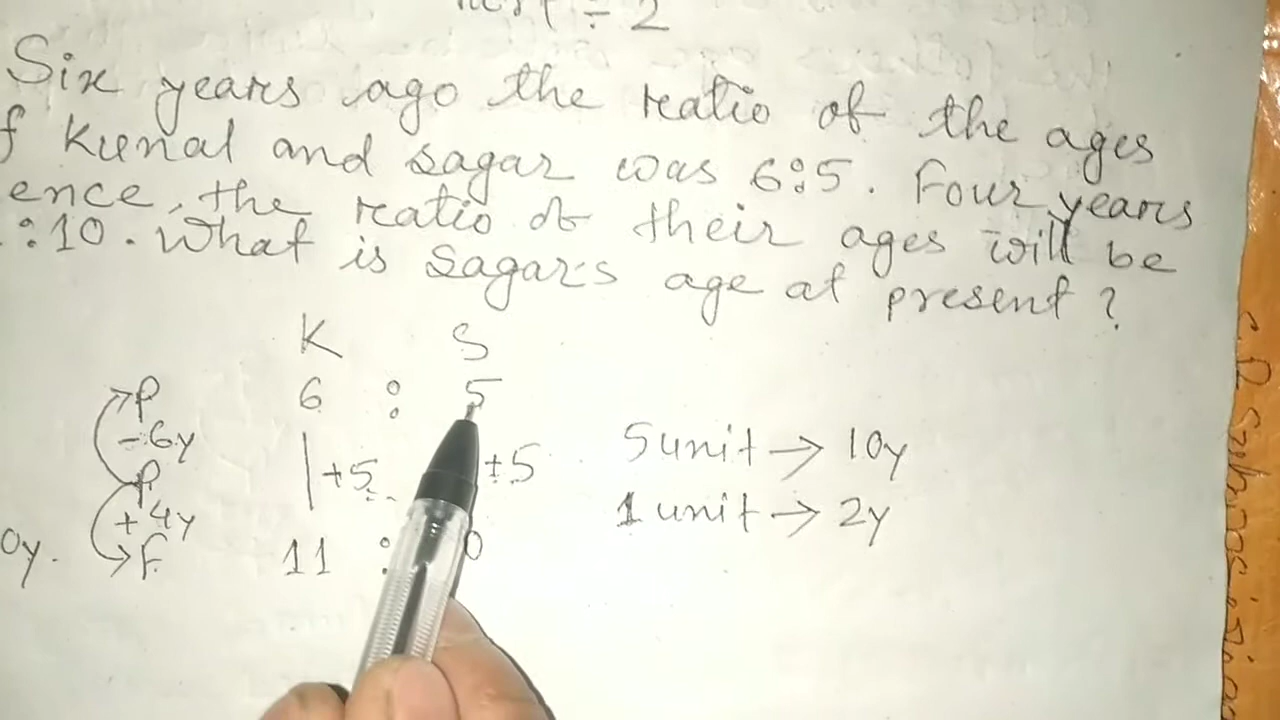 ÷ 2
Six years ago the ratio of the ages
f Kunal and Sagar was 6:5. Four years
ence, the ratio of their ages will be
:10. What is Sagar's age at present?
K S
P 6 : 5
-6y
P +5 +5 5 unit → 10y
+4y 1 unit → 2y
0y. F 11 : 0